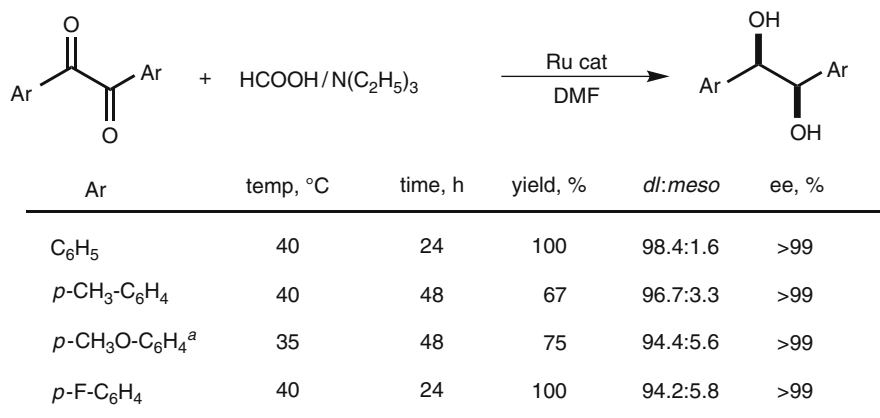 O OH
Ar Ar + HCOOH/N(C₂H₅)₃ Ru cat Ar Ar
DMF
O OH
Ar temp, °C time, h yield, % dl:meso ee, %
C₆H₅ 40 24 100 98.4:1.6 >99
p-CH₃-C₆H₄ 40 48 67 96.7:3.3 >99
p-CH₃O-C₆H₄ᵃ 35 48 75 94.4:5.6 >99
p-F-C₆H₄ 40 24 100 94.2:5.8 >99